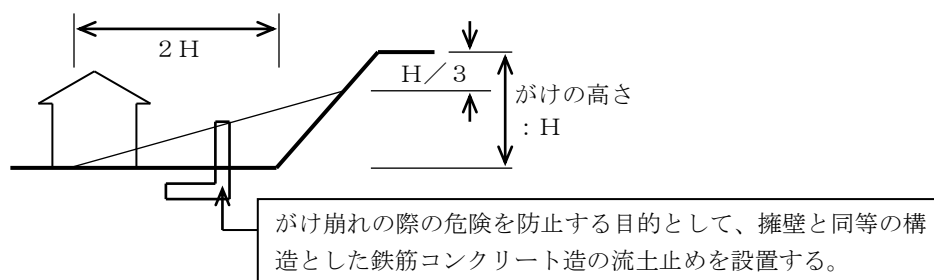 ２Ｈ
Ｈ／３
がけの高さ
：Ｈ
がけ崩れの際の危険を防止する目的として、擁壁と同等の構
造とした鉄筋コンクリート造の流土止めを設置する。